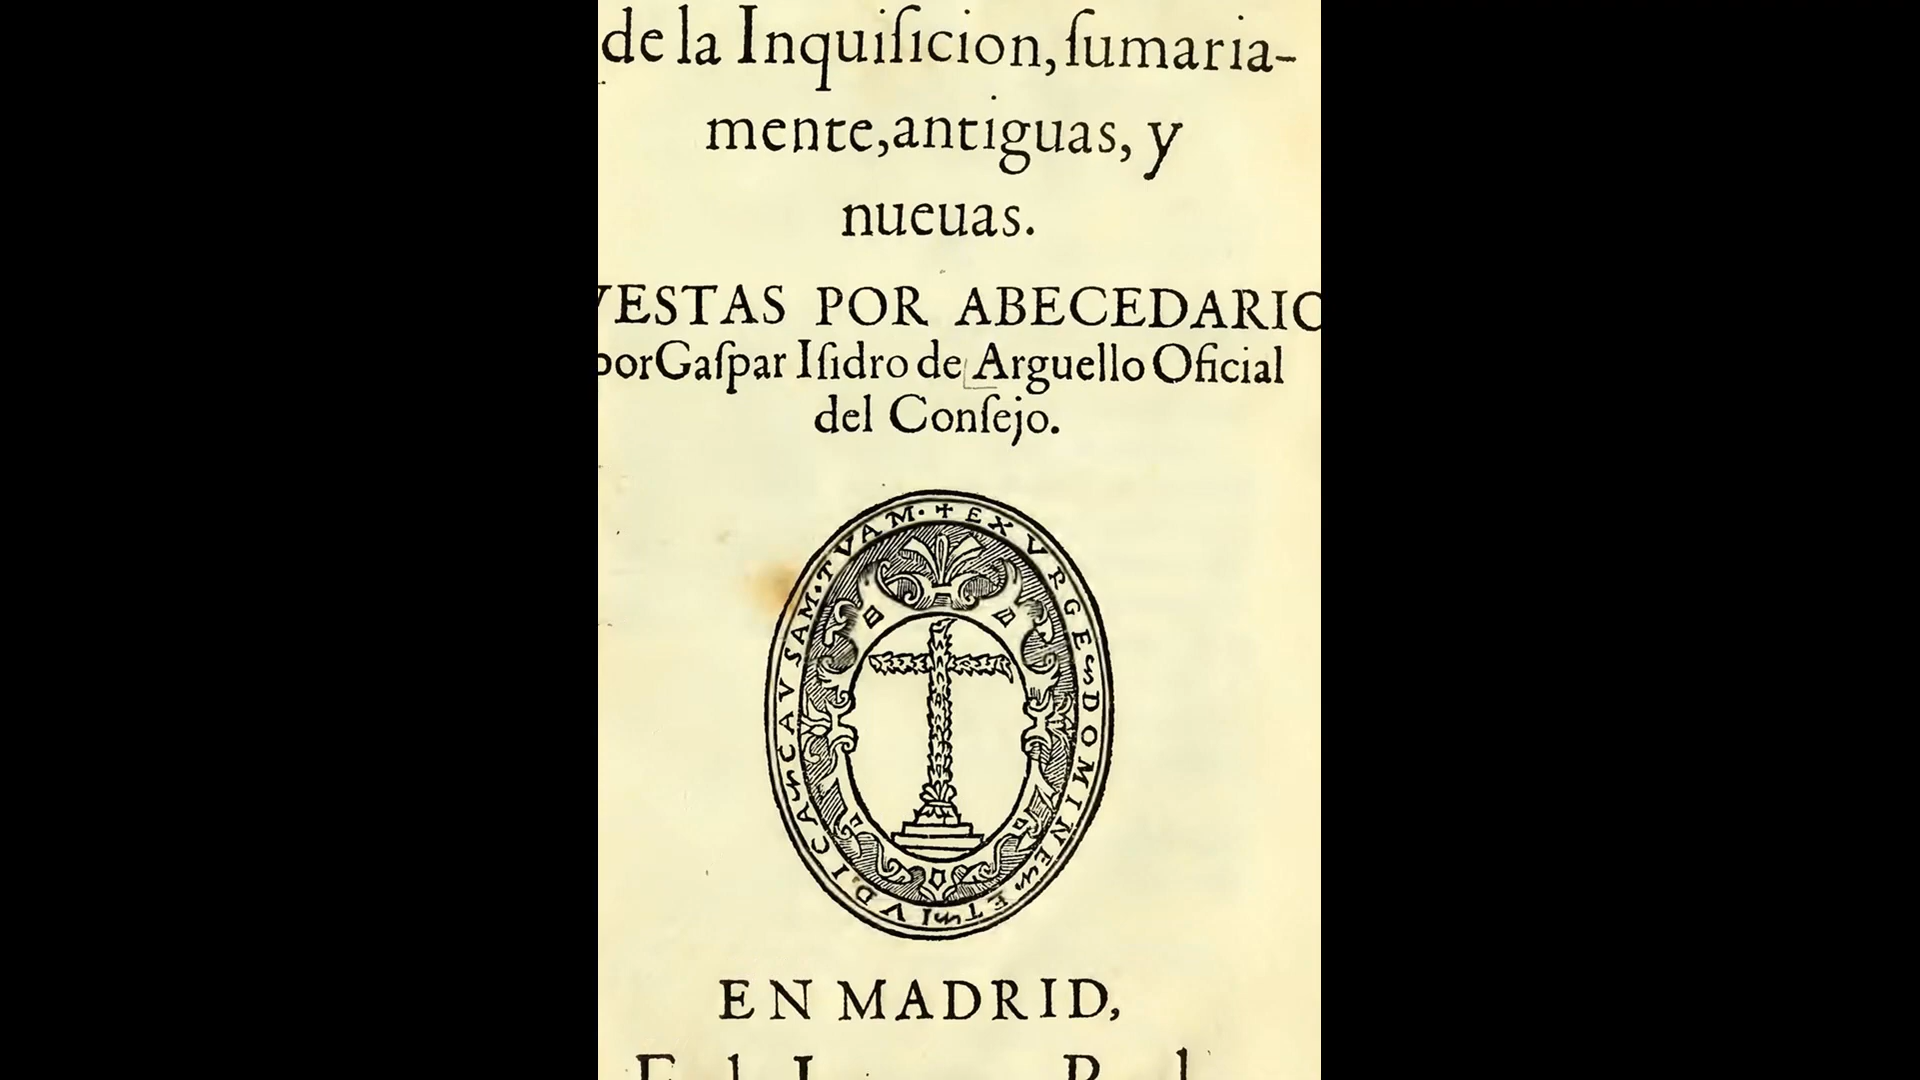 de la Inquiſicion, ſumaria-
mente, antiguas, y
nueuas.
VESTAS POR ABECEDARIO
por Gaſpar Iſidro de Arguello Oficial
del Conſejo.
+ EXVRGE DOMINE ET IVDICA CAVSAM · TVAM ·
EN MADRID,